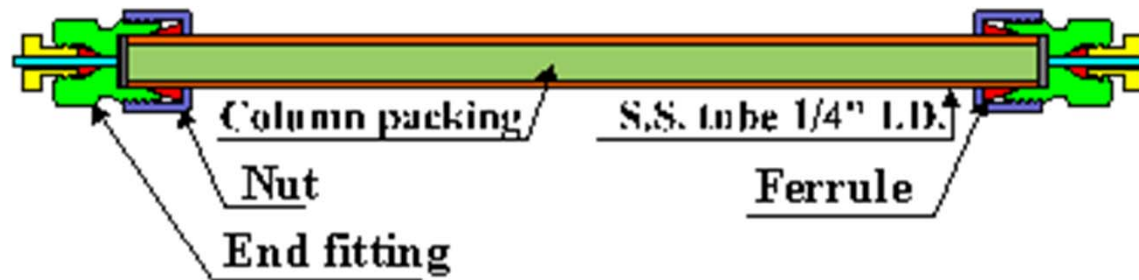 Column packing
S.S. tube 1/4" I.D.
Nut
Ferrule
End fitting